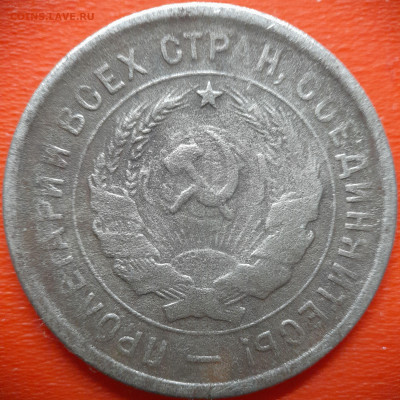 COINS.LAVE.RU
ПРОЛЕТАРИИ ВСЕХ СТРАН, СОЕДИНЯЙТЕСЬ! —